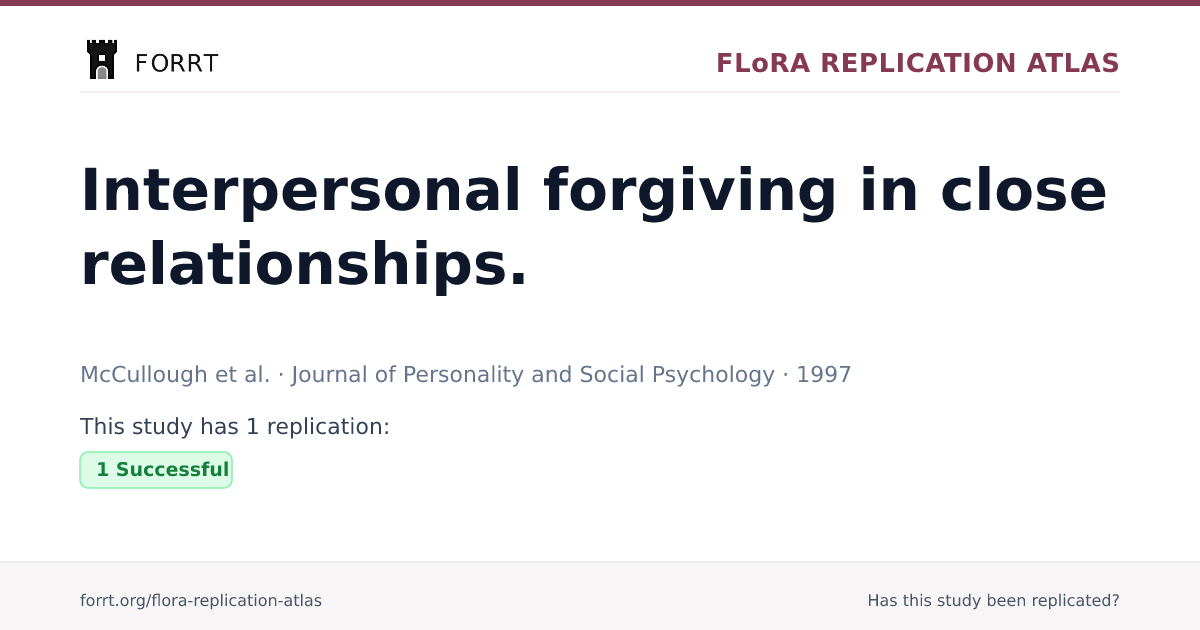 FORRT
FLoRA REPLICATION ATLAS
Interpersonal forgiving in close
relationships.
McCullough et al. · Journal of Personality and Social Psychology · 1997
This study has 1 replication:
1 Successful
forrt.org/flora-replication-atlas
Has this study been replicated?